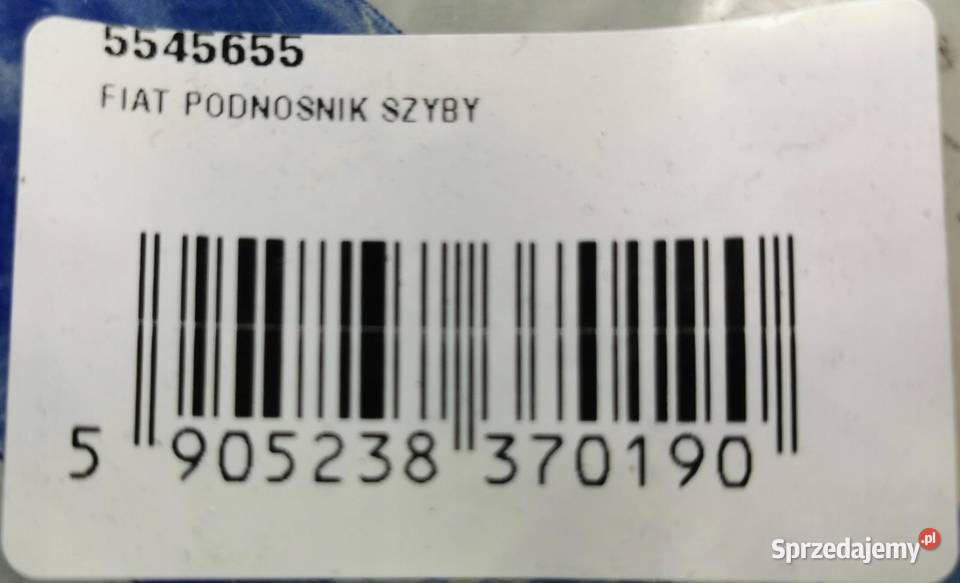 5545655
FIAT PODNOSNIK SZYBY
5 905238 370190
Sprzedajemy.pl